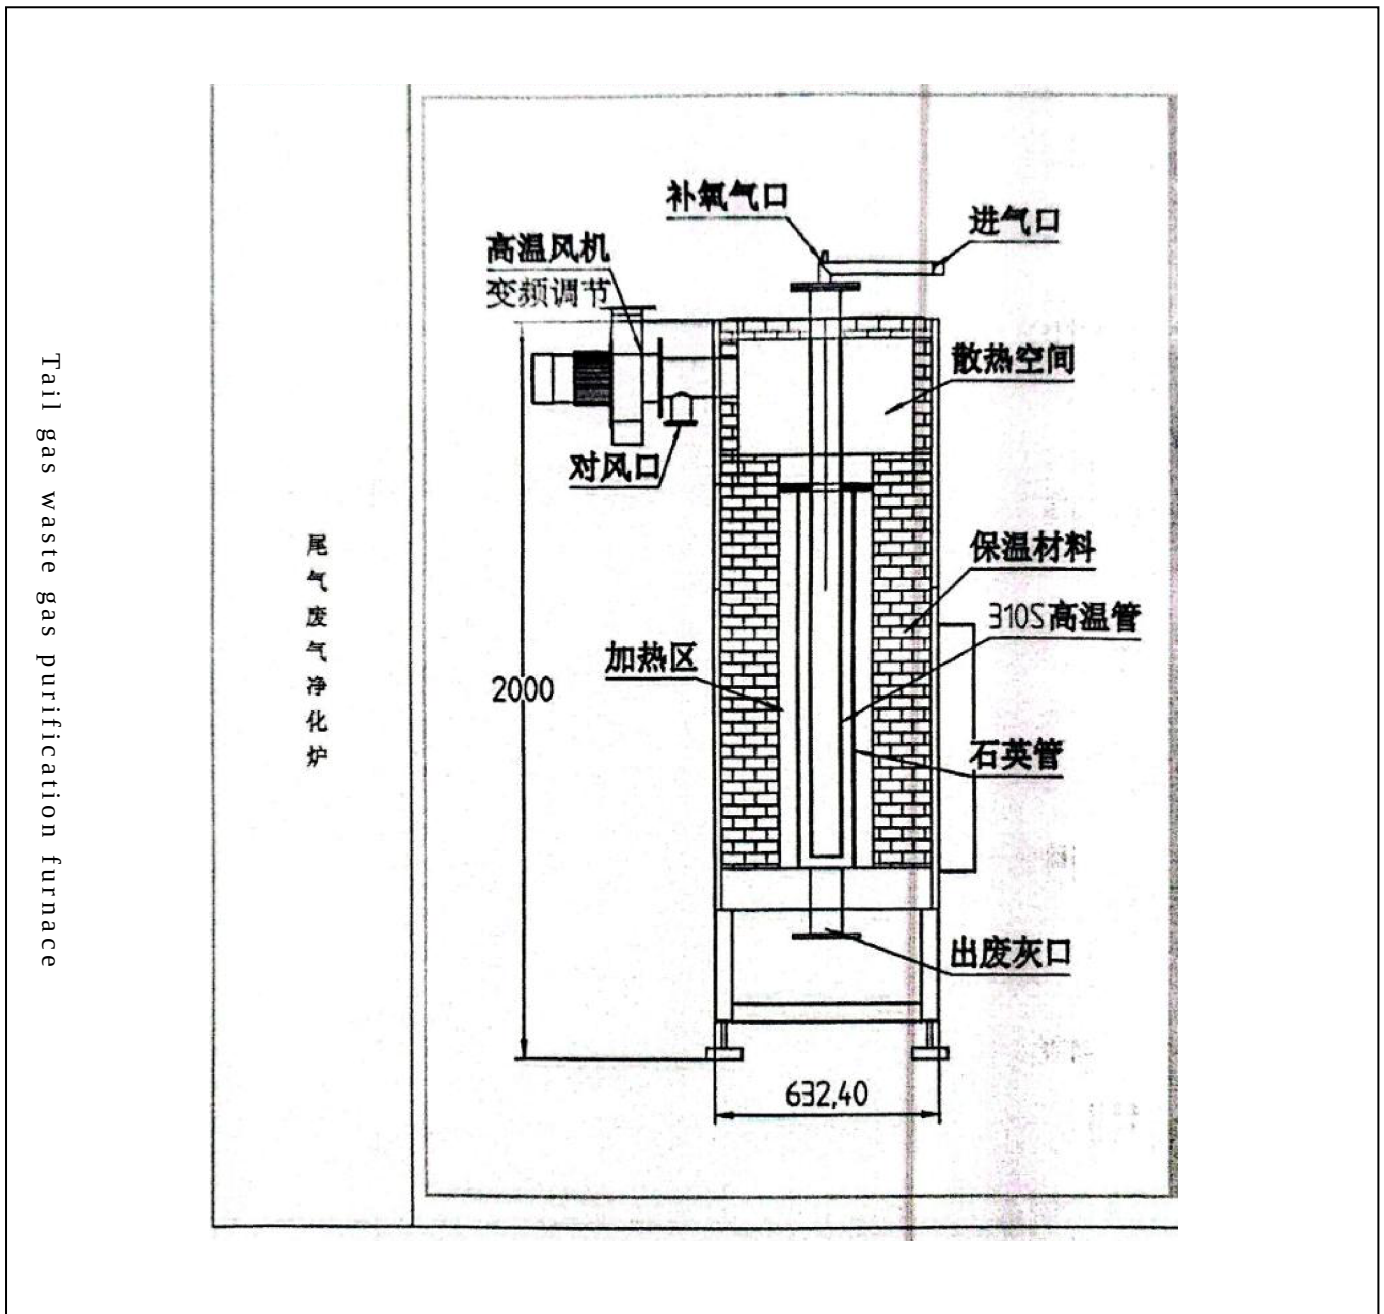 Tail gas waste gas purification furnace
尾气废气净化炉
补氧气口
进气口
高温风机
变频调节
散热空间
对风口
保温材料
310S高温管
加热区
2000
石英管
出废灰口
632,40